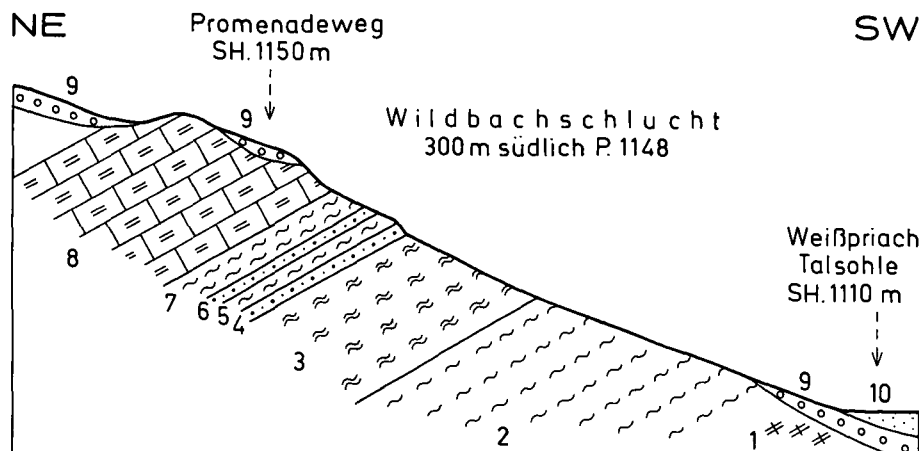 NE
Promenadeweg
SH. 1150 m
SW
Wildbachschlucht
300 m südlich P. 1148
Weißpriach
Talsohle
SH. 1110 m
9
9
8
7
6
5
4
3
2
1
9
10